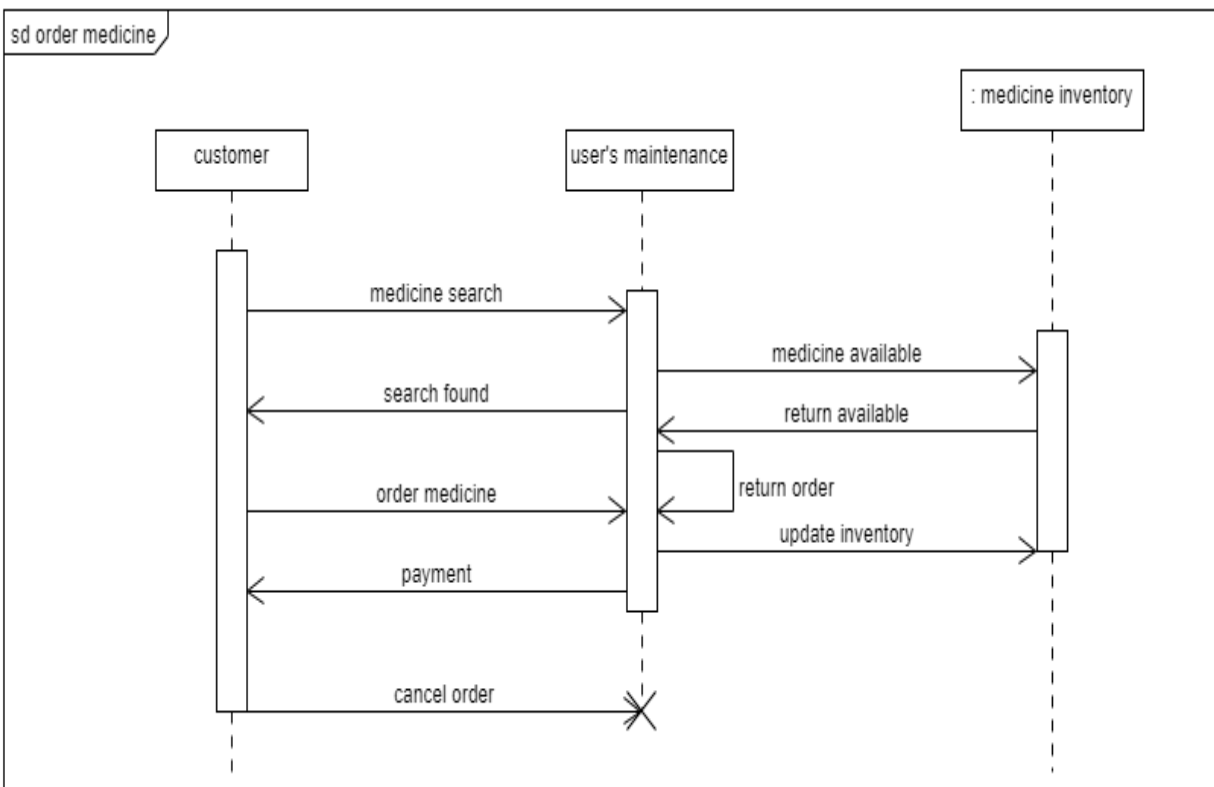 sd order medicine
: medicine inventory
customer
user's maintenance
medicine search
medicine available
search found
return available
return order
order medicine
update inventory
payment
cancel order